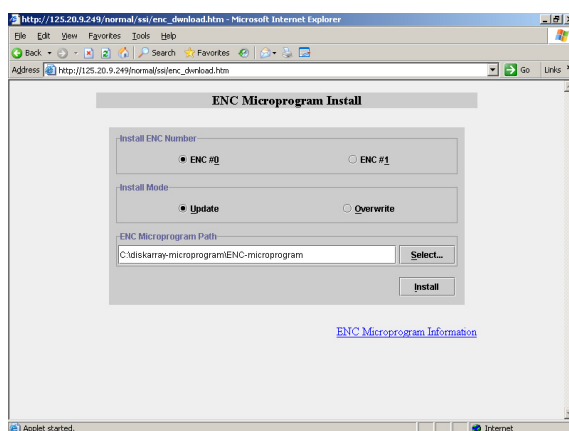 http://125.20.9.249/normal/ssi/enc_dwnload.htm - Microsoft Internet Explorer
File Edit View Favorites Tools Help
Back Search Favorites
Address http://125.20.9.249/normal/ssi/enc_dwnload.htm Go Links
ENC Microprogram Install
Install ENC Number
ENC #0 ENC #1
Install Mode
Update Overwrite
ENC Microprogram Path
C:\diskarray-microprogram\ENC-microprogram Select...
Install
ENC Microprogram Information
Applet started. Internet